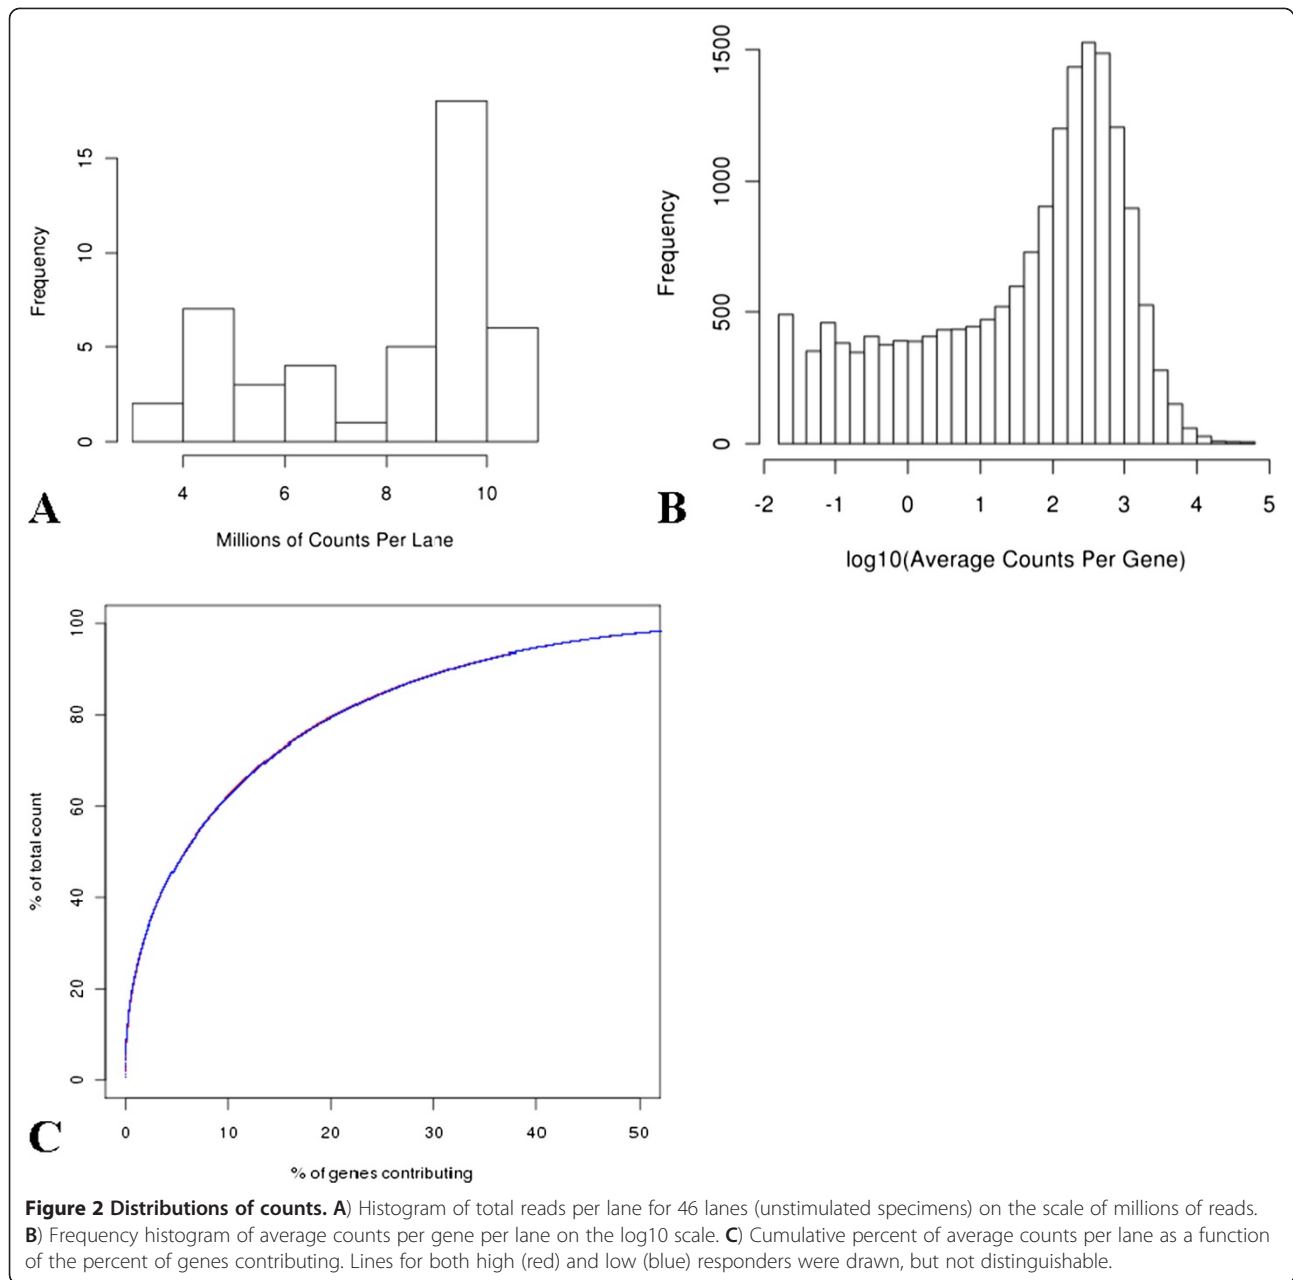 15
10
5
0
Frequency
4 6 8 10
Millions of Counts Per Lane
A
1500
1000
500
0
Frequency
-2 -1 0 1 2 3 4 5
log10(Average Counts Per Gene)
B
100
80
60
40
20
0
% of total count
0 10 20 30 40 50
% of genes contributing
C
Figure 2 Distributions of counts. A) Histogram of total reads per lane for 46 lanes (unstimulated specimens) on the scale of millions of reads.
B) Frequency histogram of average counts per gene per lane on the log10 scale. C) Cumulative percent of average counts per lane as a function
of the percent of genes contributing. Lines for both high (red) and low (blue) responders were drawn, but not distinguishable.